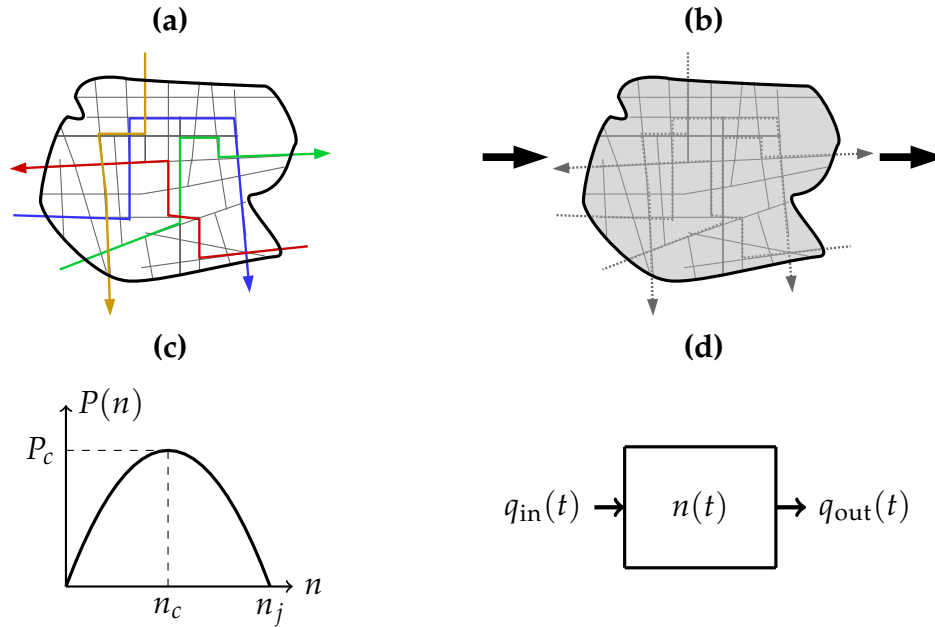 (a)
(b)
(c)
P(n)
P_c
n_c
n_j
n
(d)
q_in(t)
n(t)
q_out(t)